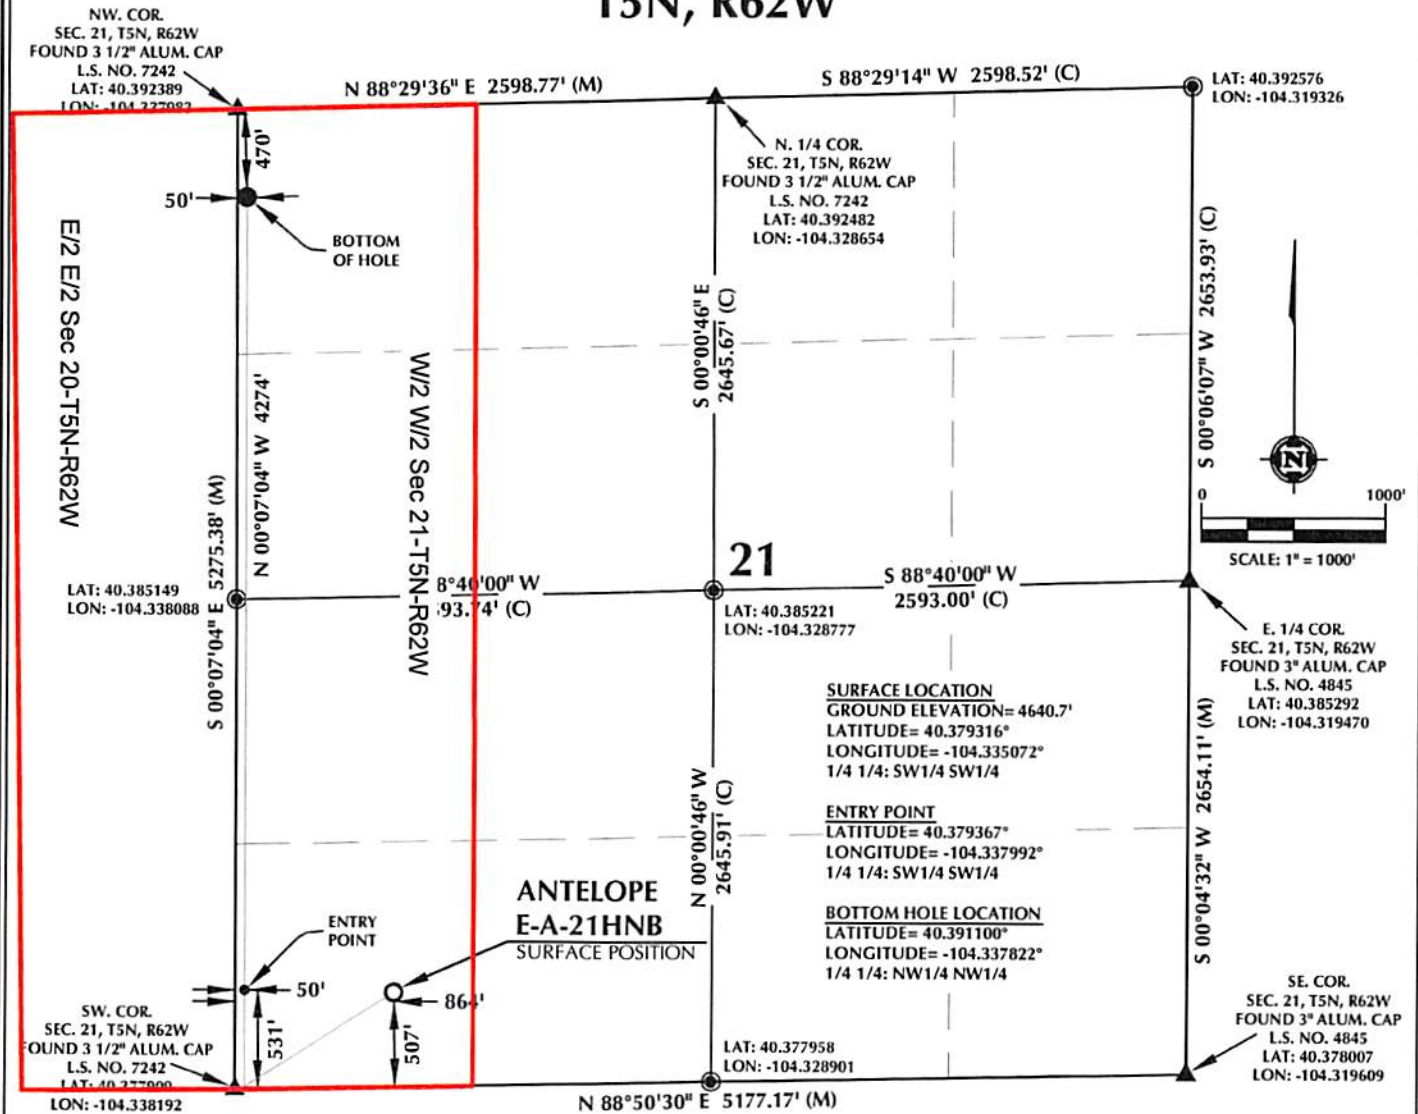 T5N, R62W
NW. COR.
SEC. 21, T5N, R62W
FOUND 3 1/2" ALUM. CAP
L.S. NO. 7242
LAT: 40.392389
LON: -104.337983
N 88°29'36" E 2598.77' (M)
S 88°29'14" W 2598.52' (C)
LAT: 40.392576
LON: -104.319326
N. 1/4 COR.
SEC. 21, T5N, R62W
FOUND 3 1/2" ALUM. CAP
L.S. NO. 7242
LAT: 40.392482
LON: -104.328654
470'
50'
BOTTOM
OF HOLE
E/2 E/2 Sec 20-T5N-R62W
W/2 W/2 Sec 21-T5N-R62W
N 00°07'04" W 4274'
S 00°07'04" E 5275.38' (M)
S 00°00'46" E
2645.67' (C)
S 00°06'07" W 2653.93' (C)
N
0 1000'
SCALE: 1" = 1000'
LAT: 40.385149
LON: -104.338088
8°40'00" W
93.74' (C)
21
S 88°40'00" W
2593.00' (C)
LAT: 40.385221
LON: -104.328777
E. 1/4 COR.
SEC. 21, T5N, R62W
FOUND 3" ALUM. CAP
L.S. NO. 4845
LAT: 40.385292
LON: -104.319470
SURFACE LOCATION
GROUND ELEVATION= 4640.7'
LATITUDE= 40.379316°
LONGITUDE= -104.335072°
1/4 1/4: SW1/4 SW1/4
ENTRY POINT
LATITUDE= 40.379367°
LONGITUDE= -104.337992°
1/4 1/4: SW1/4 SW1/4
BOTTOM HOLE LOCATION
LATITUDE= 40.391100°
LONGITUDE= -104.337822°
1/4 1/4: NW1/4 NW1/4
N 00°00'46" W
2645.91' (C)
S 00°04'32" W 2654.11' (M)
ANTELOPE
E-A-21HNB
SURFACE POSITION
ENTRY
POINT
50'
864'
531'
507'
SW. COR.
SEC. 21, T5N, R62W
FOUND 3 1/2" ALUM. CAP
L.S. NO. 7242
LAT: 40.377909
LON: -104.338192
LAT: 40.377958
LON: -104.328901
N 88°50'30" E 5177.17' (M)
SE. COR.
SEC. 21, T5N, R62W
FOUND 3" ALUM. CAP
L.S. NO. 4845
LAT: 40.378007
LON: -104.319609